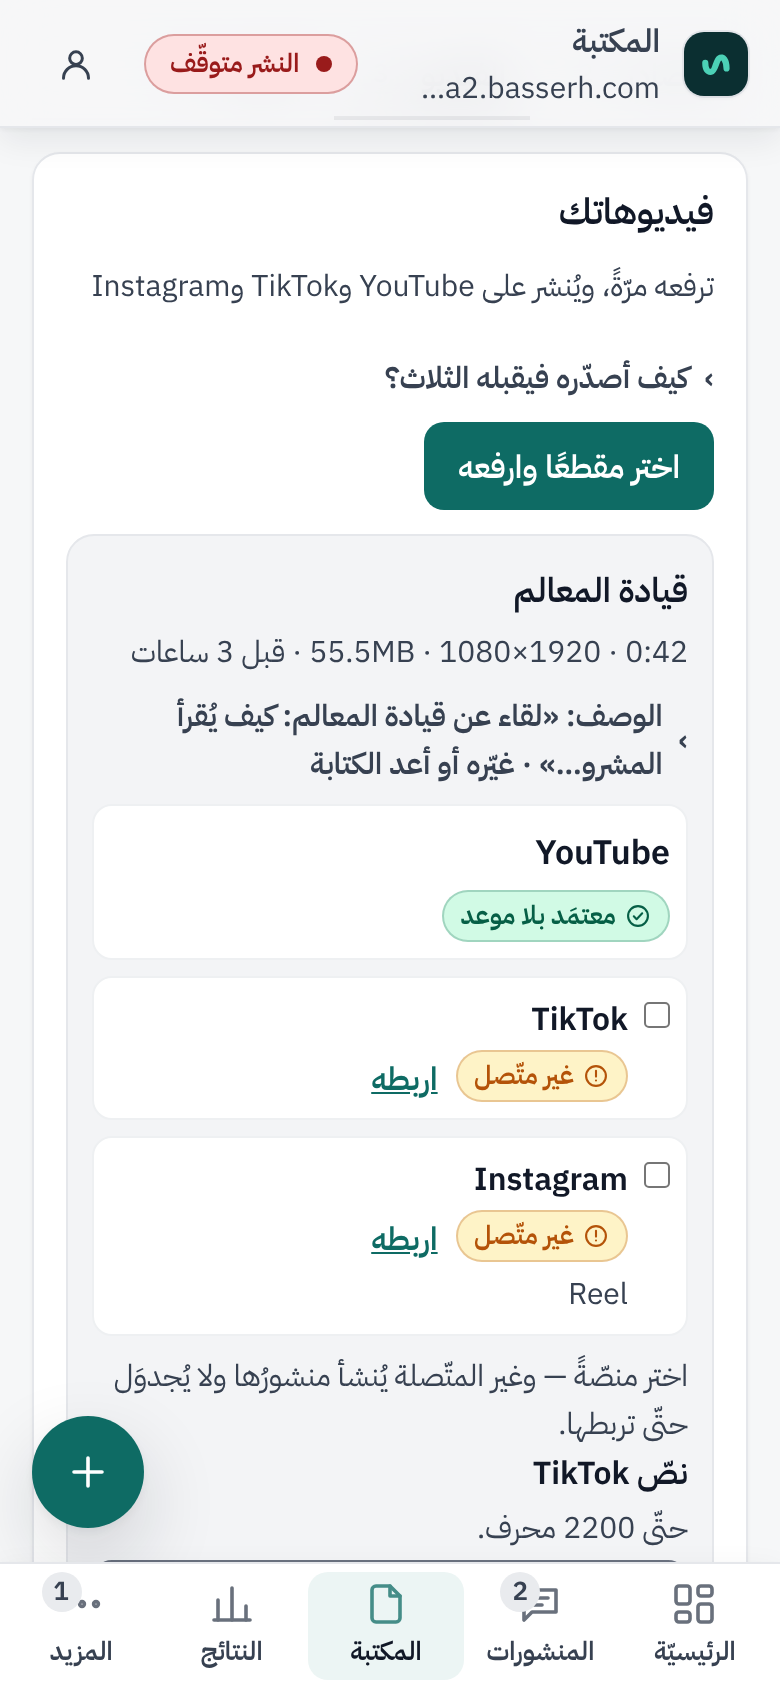 المكتبة
a2.basserh.com...
النشر متوقّف
فيديوهاتك
ترفعه مرّةً، ويُنشر على YouTube وTikTok وInstagram
‹ كيف أصدّره فيقبله الثلاث؟
اختر مقطعًا وارفعه
قيادة المعالم
0:42 · 1080×1920 · 55.5MB · قبل 3 ساعات
‹ الوصف: «لقاء عن قيادة المعالم: كيف يُقرأ
المشرو...» · غيّره أو أعد الكتابة
YouTube
معتمَد بلا موعد
TikTok
غير متّصل اربطه
Instagram
غير متّصل اربطه
Reel
اختر منصّةً — وغير المتّصلة يُنشأ منشورُها ولا يُجدوَل
حتّى تربطها.
نصّ TikTok
حتّى 2200 محرف.
الرئيسيّة
2 المنشورات
المكتبة
النتائج
1 المزيد